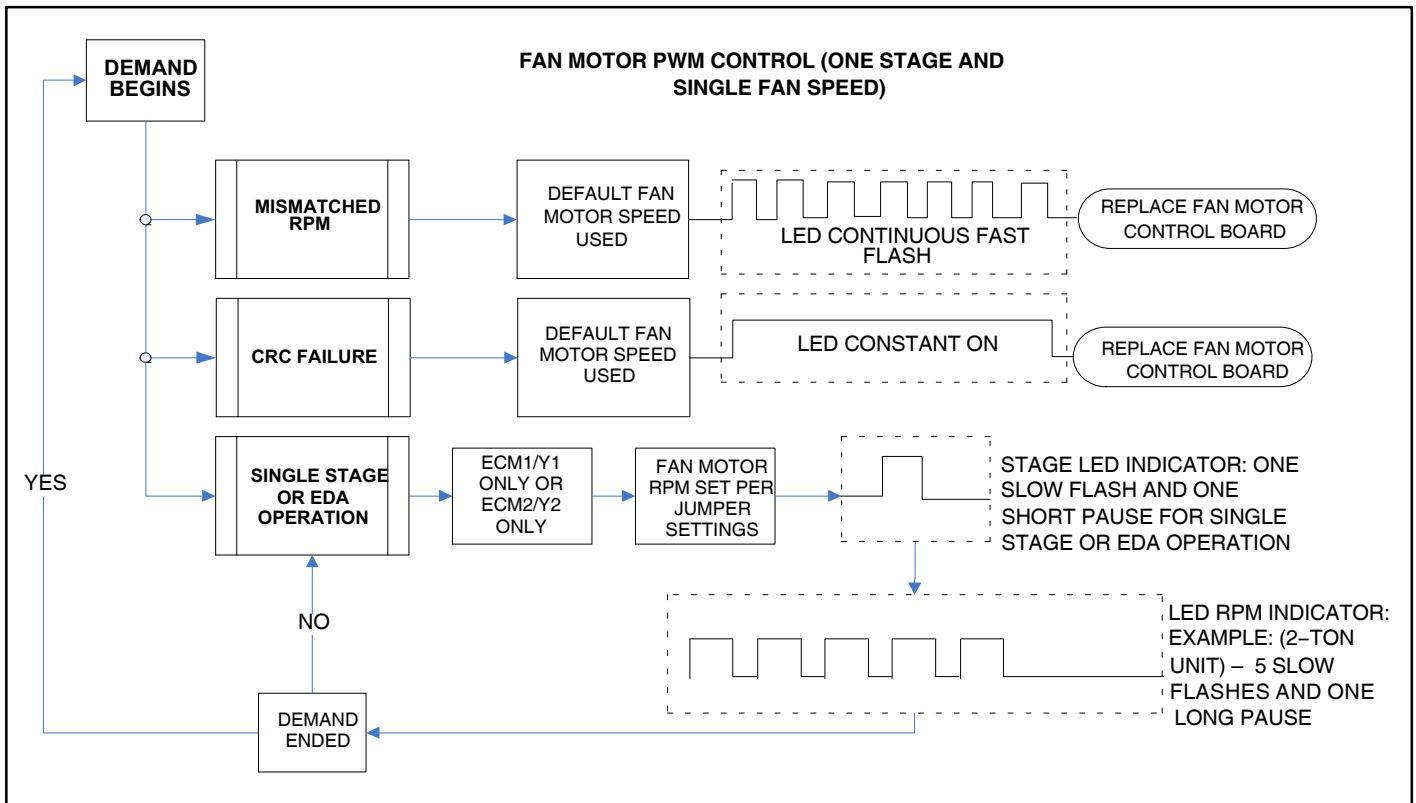 FAN MOTOR PWM CONTROL (ONE STAGE AND
SINGLE FAN SPEED)
DEMAND
BEGINS
MISMATCHED
RPM
DEFAULT FAN
MOTOR SPEED
USED
LED CONTINUOUS FAST
FLASH
REPLACE FAN MOTOR
CONTROL BOARD
CRC FAILURE
DEFAULT FAN
MOTOR SPEED
USED
LED CONSTANT ON
REPLACE FAN MOTOR
CONTROL BOARD
YES
SINGLE STAGE
OR EDA
OPERATION
ECM1/Y1
ONLY OR
ECM2/Y2
ONLY
FAN MOTOR
RPM SET PER
JUMPER
SETTINGS
STAGE LED INDICATOR: ONE
SLOW FLASH AND ONE
SHORT PAUSE FOR SINGLE
STAGE OR EDA OPERATION
NO
LED RPM INDICATOR:
EXAMPLE: (2–TON
UNIT) – 5 SLOW
FLASHES AND ONE
LONG PAUSE
DEMAND
ENDED